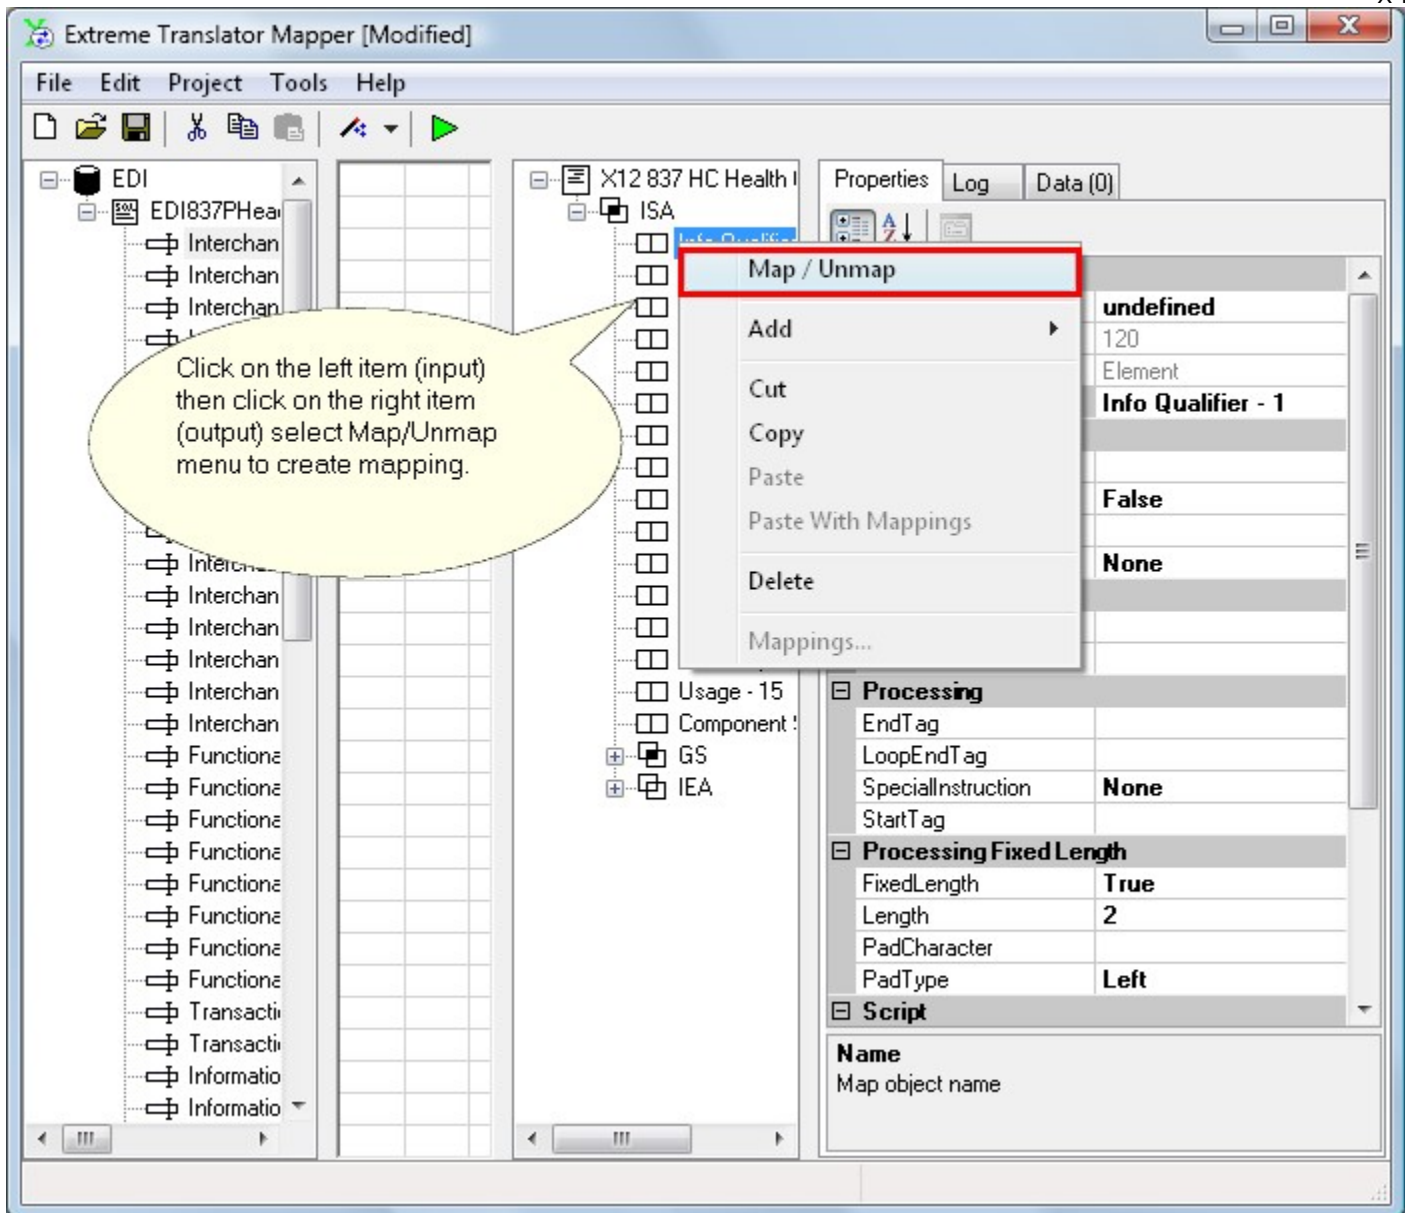 Extreme Translator Mapper [Modified]
File Edit Project Tools Help
EDI
EDI837PHea
Interchan
Interchan
Interchan
Click on the left item (input)
then click on the right item
(output) select Map/Unmap
menu to create mapping.
Interchan
Interchan
Interchan
Interchan
Interchan
Functiona
Functiona
Functiona
Functiona
Functiona
Functiona
Functiona
Functiona
Transacti
Transacti
Informatio
Informatio
X12 837 HC Health
ISA
Info Qualifier
Map / Unmap
Add
Cut
Copy
Paste
Paste With Mappings
Delete
Mappings...
Usage - 15
Component
GS
IEA
Properties Log Data (0)
undefined
120
Element
Info Qualifier - 1
False
None
Processing
EndTag
LoopEndTag
SpecialInstruction None
StartTag
Processing Fixed Length
FixedLength True
Length 2
PadCharacter
PadType Left
Script
Name
Map object name